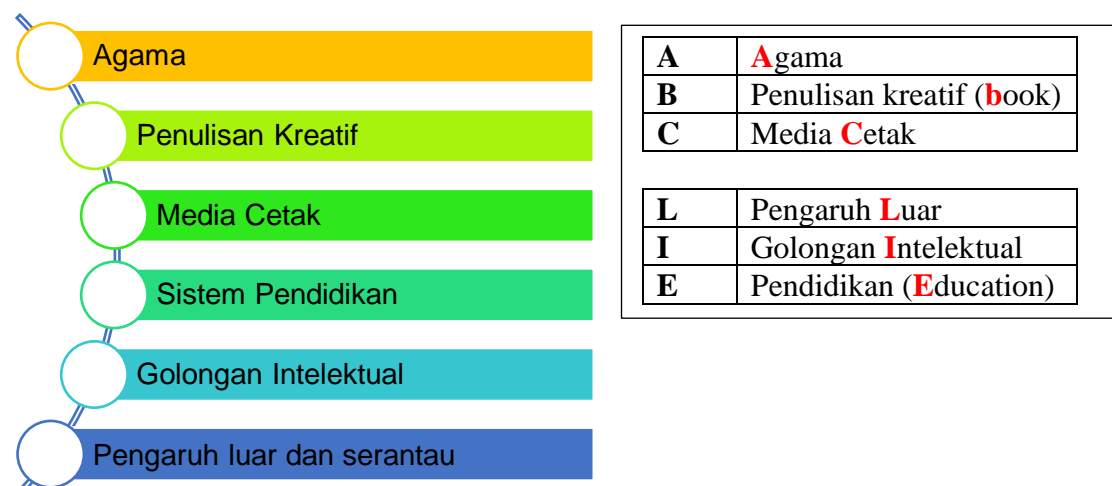 Agama
Penulisan Kreatif
Media Cetak
Sistem Pendidikan
Golongan Intelektual
Pengaruh luar dan serantau
A Agama
B Penulisan kreatif (book)
C Media Cetak
L Pengaruh Luar
I Golongan Intelektual
E Pendidikan (Education)